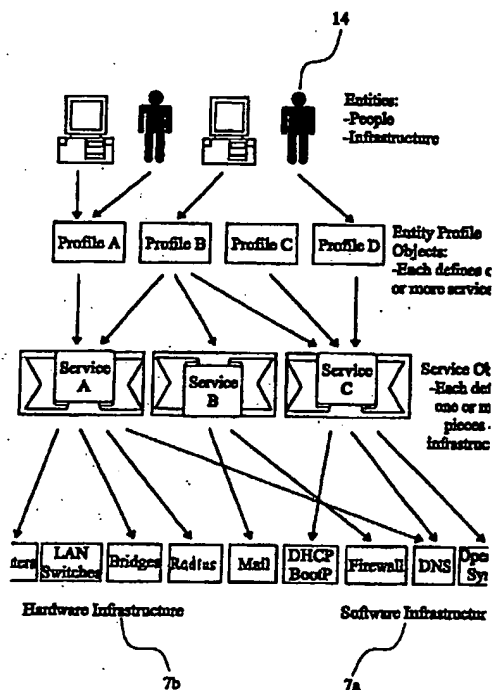 14
Entities:
-People
-Infrastructure
Profile A
Profile B
Profile C
Profile D
Entity Profile
Objects:
-Each defines
or more service
Service
A
Service
B
Service
C
Service Ob
-Each def
one or m
pieces
infrastruc
ters
LAN
Switches
Bridges
Radius
Mail
DHCP
BootP
Firewall
DNS
Ope
Sy
Hardware Infrastructure
Software Infrastructur
7b
7a